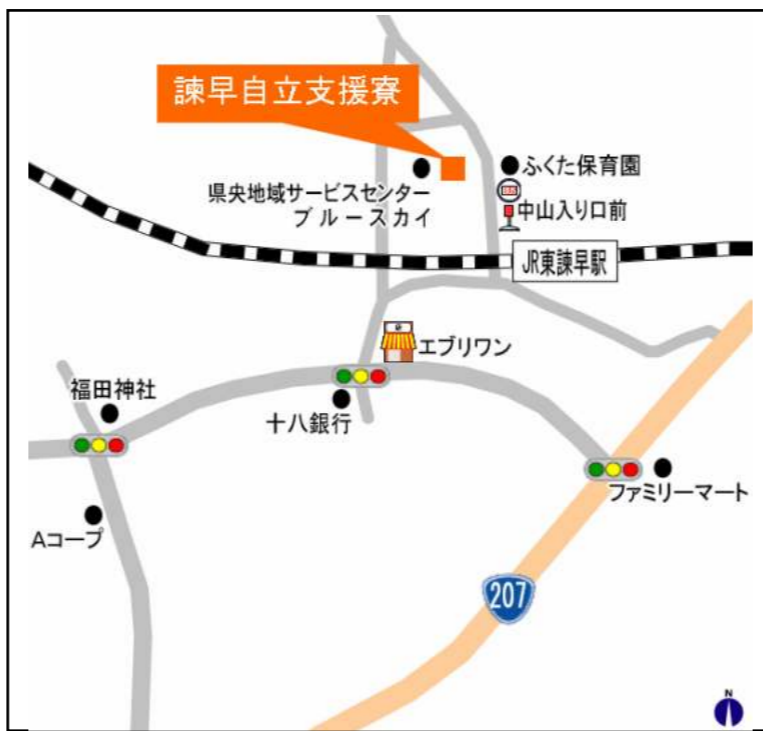 諫早自立支援寮
ふくた保育園
県央地域サービスセンター
ブルースカイ
BUS
中山入り口前
JR東諫早駅
エブリワン
福田神社
十八銀行
ファミリーマート
Aコープ
207
N